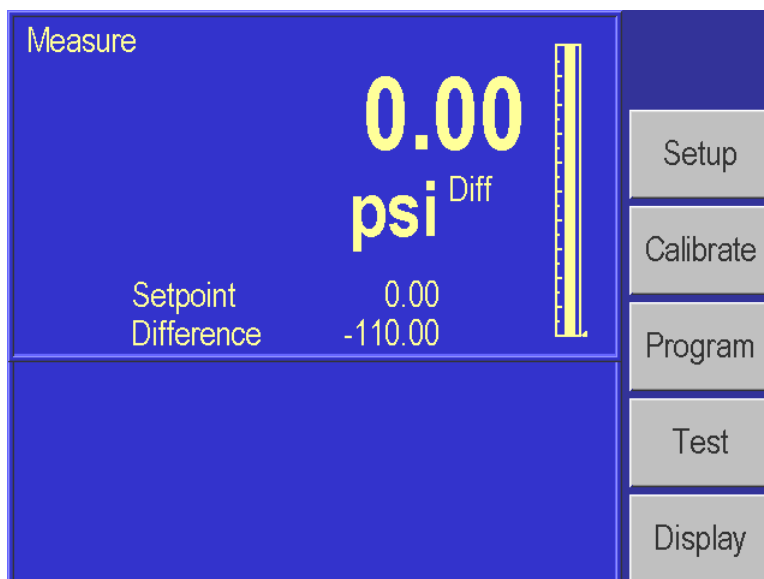 Measure
0.00
psi Diff
Setpoint 0.00
Difference -110.00
Setup
Calibrate
Program
Test
Display